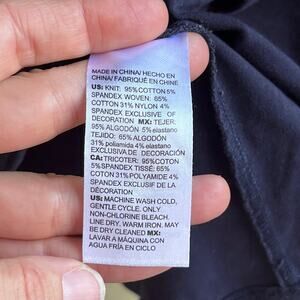 MADE IN CHINA/ HECHO EN
CHINA/ FABRIQUÉ EN CHINE
US: KNIT: 95%COTTON 5%
SPANDEX WOVEN: 65%
COTTON 31% NYLON 4%
SPANDEX EXCLUSIVE OF
DECORATION MX: TEJER:
95% ALGODÓN 5% elastano
TEJIDO: 65% ALGODÓN
31% poliamida 4% elastano
EXCLUSIVA DE DECORACIÓN
CA: TRICOTER: 95%COTON
5%SPANDEX TISSÉ: 65%
COTON 31%POLYAMIDE 4%
SPANDEX EXCLUSIF DE LA
DÉCORATION
US: MACHINE WASH COLD,
GENTLE CYCLE. ONLY
NON-CHLORINE BLEACH.
LINE DRY. WARM IRON. MAY
BE DRY CLEANED MX:
LAVAR A MÁQUINA CON
AGUA FRÍA EN CICLO